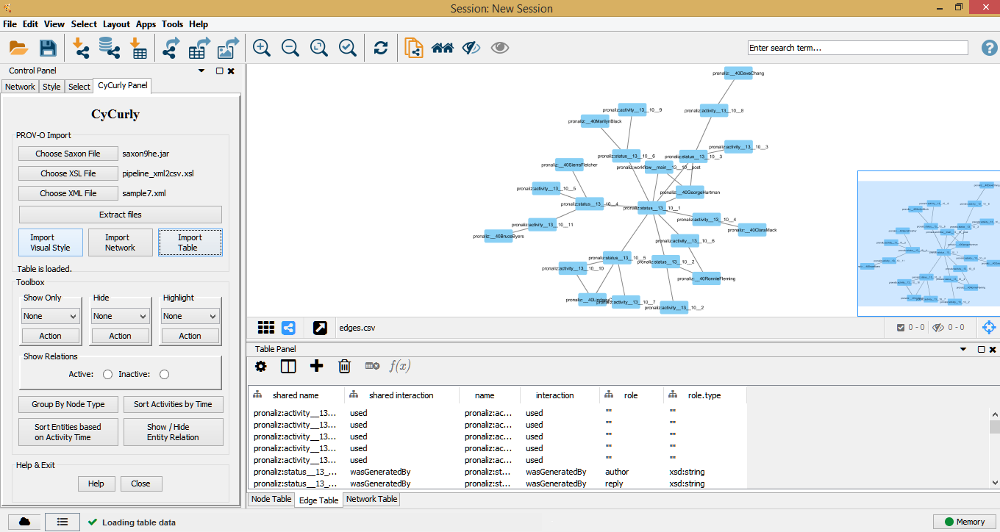 Session: New Session
File Edit View Select Layout Apps Tools Help
Enter search term...
?
Control Panel
Network Style Select CyCurly Panel
CyCurly
PROV-O Import
Choose Saxon File saxon9he.jar
Choose XSL File pipeline_xml2csv.xsl
Choose XML File sample7.xml
Extract files
Import
Visual Style
Import
Network
Import
Table
Table is loaded.
Toolbox
Show Only Hide Highlight
None None None
Action Action Action
Show Relations
Active: Inactive:
Group By Node Type Sort Activities by Time
Sort Entities based
on Activity Time
Show / Hide
Entity Relation
Help & Exit
Help Close
pronaliz:__40DaveChang
pronaliz:activity__13__10__9
pronaliz:activity__13__10__8
pronaliz:__40MarilynBlack
pronaliz:activity__13__10__3
pronaliz:status__13__10__6
pronaliz:status__13__10__3
pronaliz:__40SierraFletcher
pronaliz:workflow__main__13__10__post
pronaliz:activity__13__10__5
pronaliz:__40GeorgeHartman
pronaliz:status__13__10__4
pronaliz:status__13__10__1
pronaliz:activity__13__10__4
pronaliz:activity__13__10__11
pronaliz:__40ClaraMack
pronaliz:__40BruceByers
pronaliz:activity__13__10__6
pronaliz:status__13__10__5
pronaliz:status__13__10__2
pronaliz:activity__13__10__10
pronaliz:__40RonnieFleming
pronaliz:activity__13__10__7
pronaliz:activity__13__10__2
edges.csv
0 - 0 0 - 0
Table Panel
f(x)
shared name shared interaction name interaction role role.type
pronaliz:activity__13... used pronaliz:ac... used "" ""
pronaliz:activity__13... used pronaliz:ac... used "" ""
pronaliz:activity__13... used pronaliz:ac... used "" ""
pronaliz:activity__13... used pronaliz:ac... used "" ""
pronaliz:activity__13... used pronaliz:ac... used "" ""
pronaliz:status__13_... wasGeneratedBy pronaliz:st... wasGeneratedBy author xsd:string
pronaliz:status__13_... wasGeneratedBy pronaliz:st... wasGeneratedBy reply xsd:string
Node Table Edge Table Network Table
Loading table data
Memory